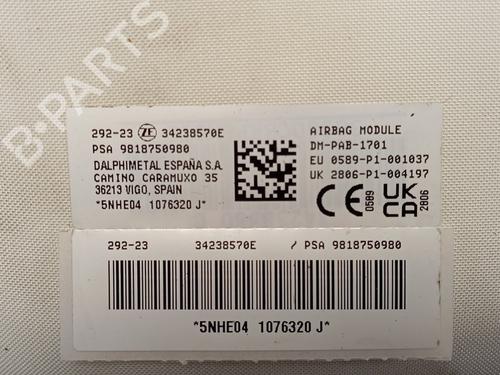 292-23 ZF 34238570E
PSA 9818750980
DALPHIMETAL ESPAÑA S.A.
CAMINO CARAMUXO 35
36213 VIGO, SPAIN
*5NHE04 1076320 J*
AIRBAG MODULE
DM-PAB-1701
EU 0589-P1-001037
UK 2806-P1-004197
CE 0589 UK CA 2806
292-23 34238570E / PSA 9818750980
*5NHE04 1076320 J*
B-PARTS